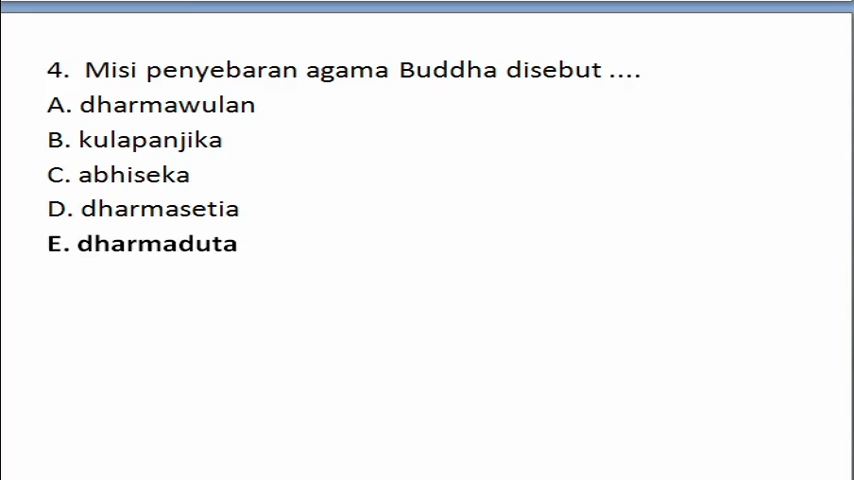 4. Misi penyebaran agama Buddha disebut ....
A. dharmawulan
B. kulapanjika
C. abhiseka
D. dharmasetia
E. dharmaduta